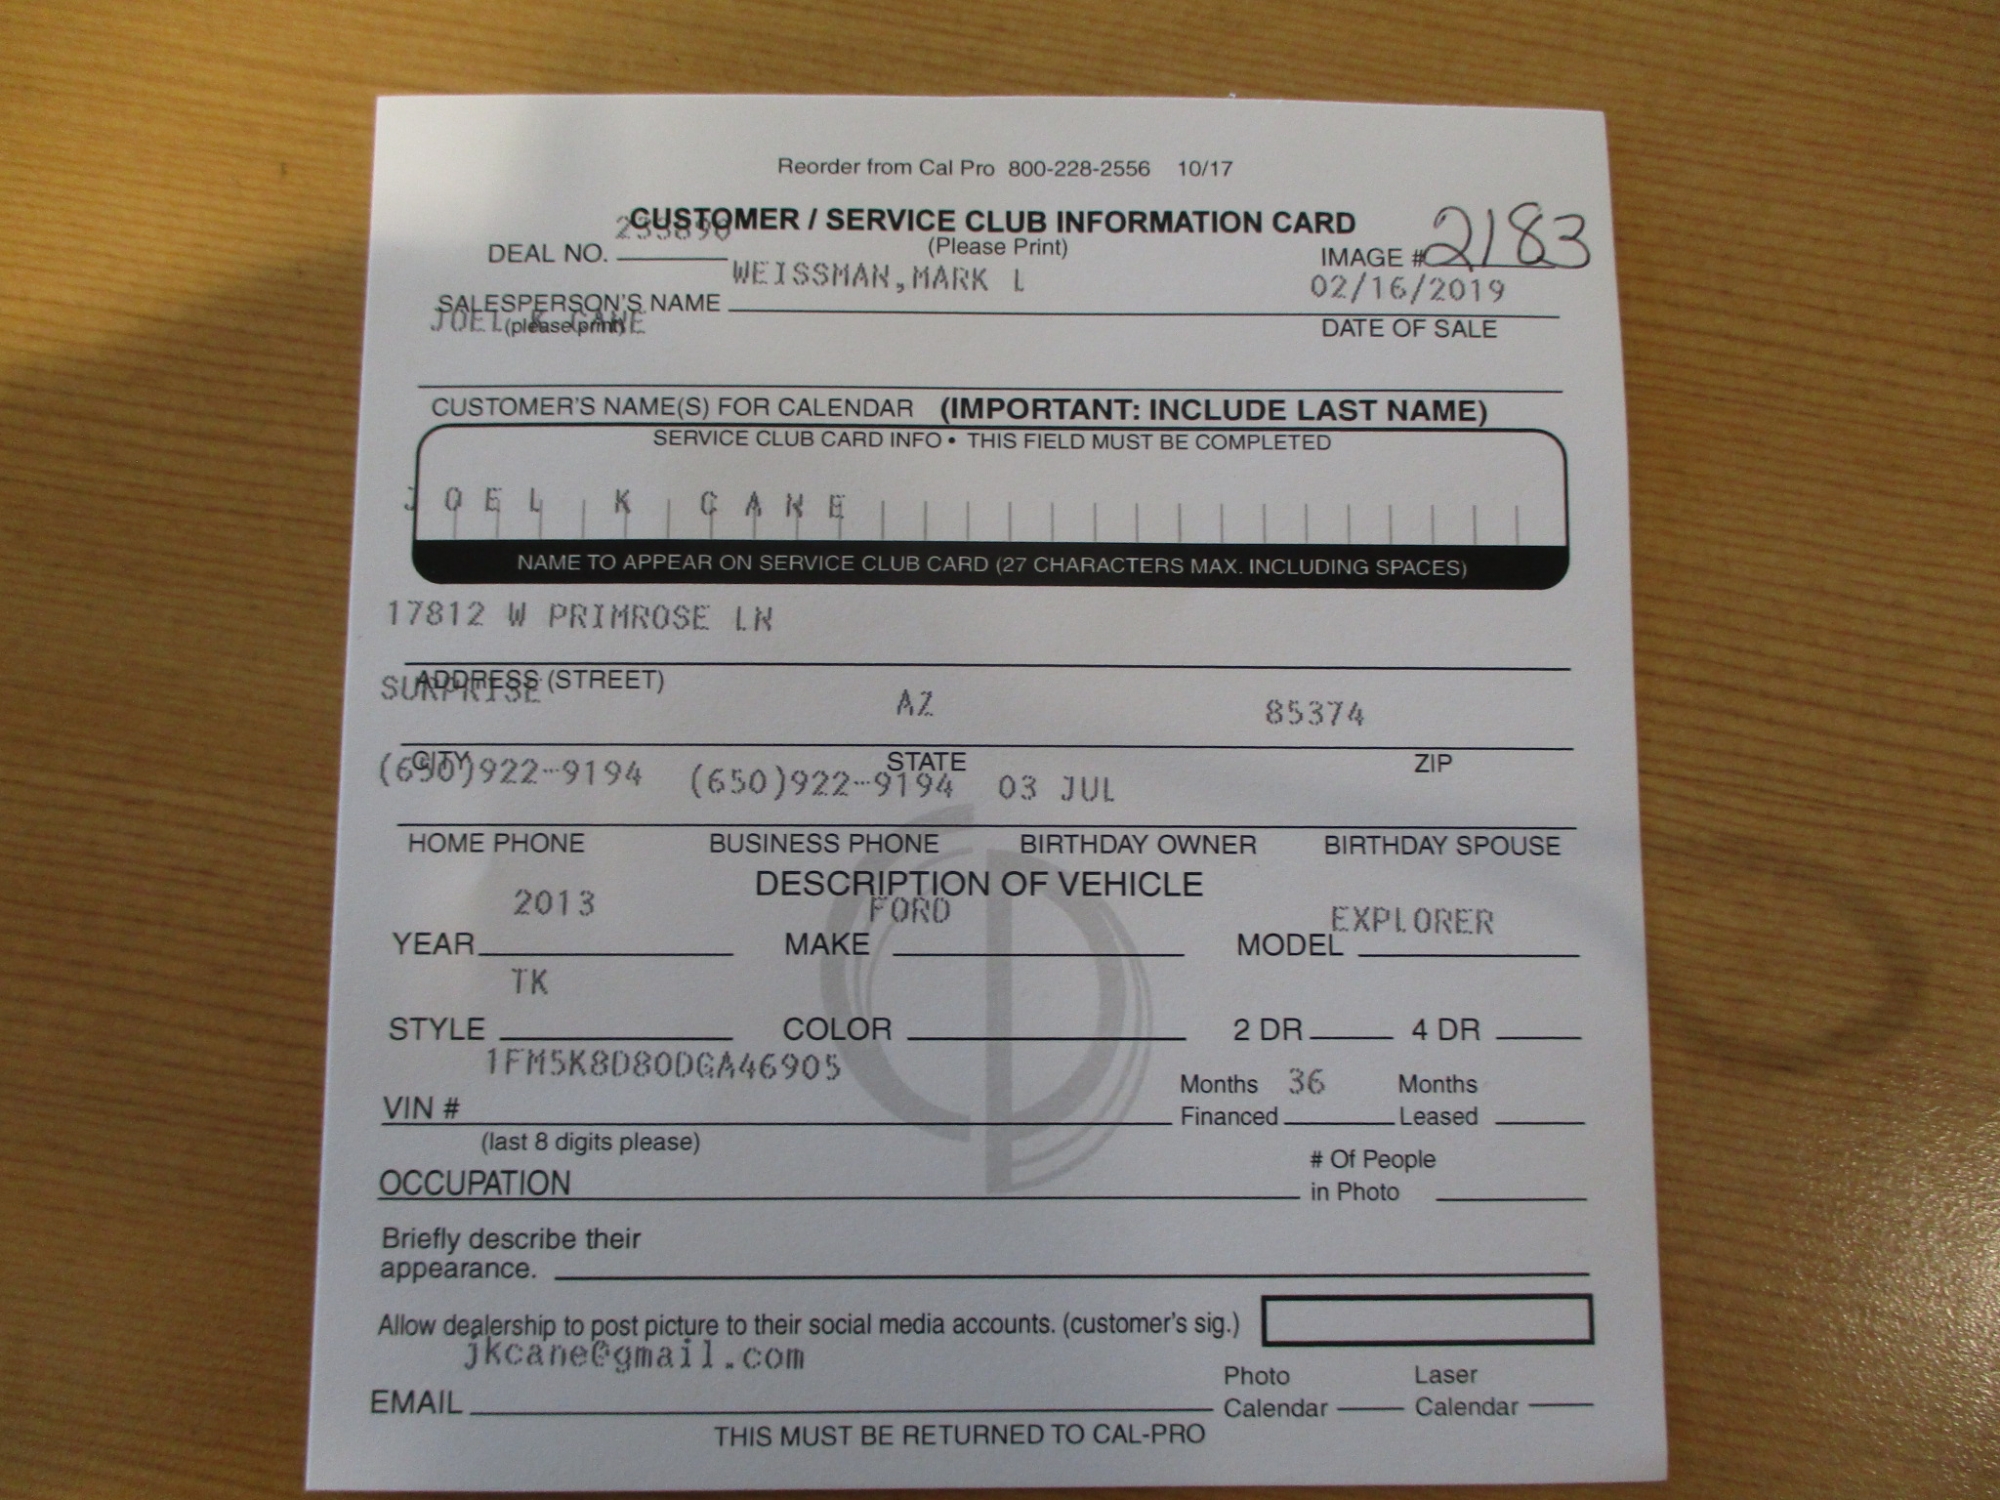 Reorder from Cal Pro 800-228-2556 10/17
CUSTOMER / SERVICE CLUB INFORMATION CARD
(Please Print)
DEAL NO.
IMAGE # 2183
WEISSMAN,MARK L
02/16/2019
SALESPERSON'S NAME
(please print)
DATE OF SALE
JOEL K CANE
CUSTOMER'S NAME(S) FOR CALENDAR (IMPORTANT: INCLUDE LAST NAME)
SERVICE CLUB CARD INFO • THIS FIELD MUST BE COMPLETED
JOEL K CANE
NAME TO APPEAR ON SERVICE CLUB CARD (27 CHARACTERS MAX. INCLUDING SPACES)
17812 W PRIMROSE LN
ADDRESS (STREET)
SURPRISE AZ 85374
CITY STATE ZIP
(650)922-9194 (650)922-9194 03 JUL
HOME PHONE BUSINESS PHONE BIRTHDAY OWNER BIRTHDAY SPOUSE
DESCRIPTION OF VEHICLE
2013 FORD EXPLORER
YEAR MAKE MODEL
TK
STYLE COLOR 2 DR 4 DR
1FM5K8D80DGA46905
VIN # Months Financed 36 Months Leased
(last 8 digits please)
OCCUPATION # Of People in Photo
Briefly describe their
appearance.
Allow dealership to post picture to their social media accounts. (customer's sig.)
jkcane@gmail.com
EMAIL Photo Calendar Laser Calendar
THIS MUST BE RETURNED TO CAL-PRO